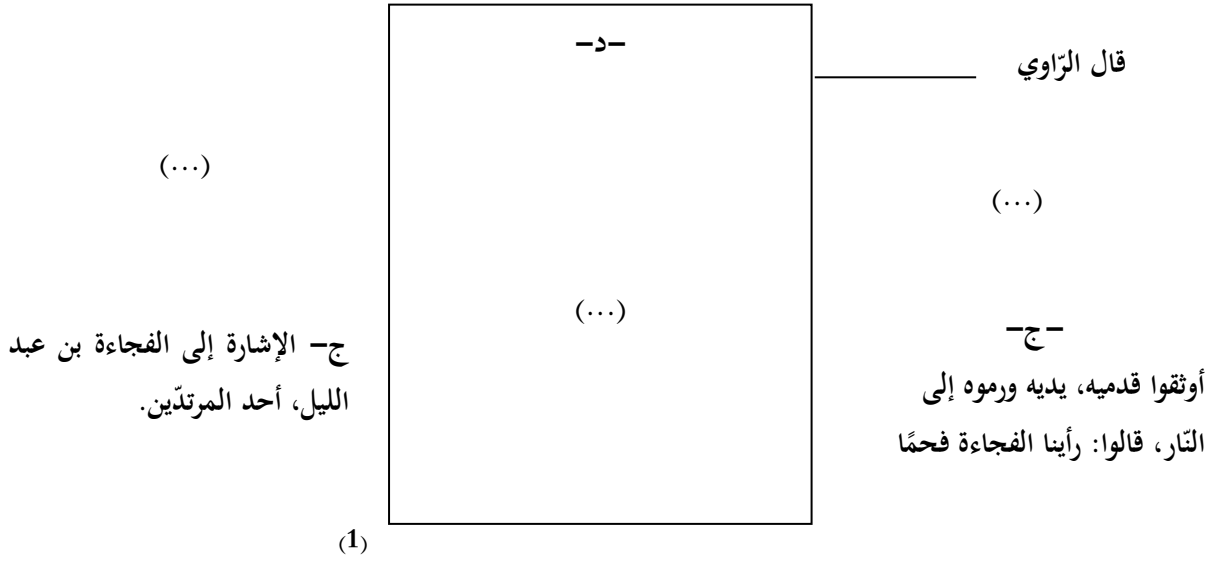 قال الرّاوي
(...)
–ج–
أوثقوا قدميه، يديه ورموه إلى
النّار، قالوا: رأينا الفجاءة فحمًا
–د–
(...)
(...)
ج– الإشارة إلى الفجاءة بن عبد
الليل، أحد المرتدّين.
(1)